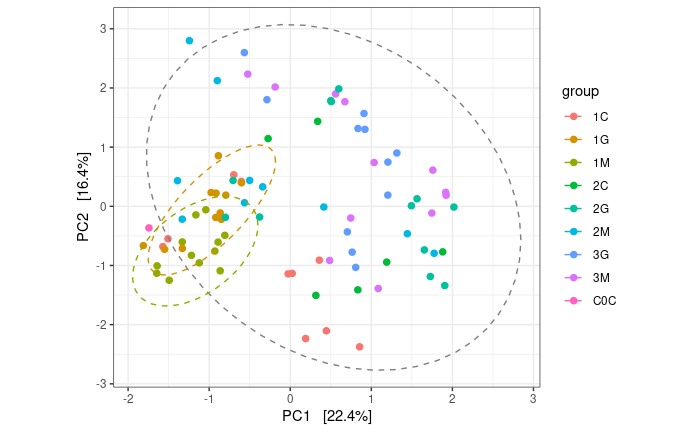 3
2
1
0
-1
-2
-3
PC2 [16.4%]
-2 -1 0 1 2 3
PC1 [22.4%]
group
1C
1G
1M
2C
2G
2M
3G
3M
C0C